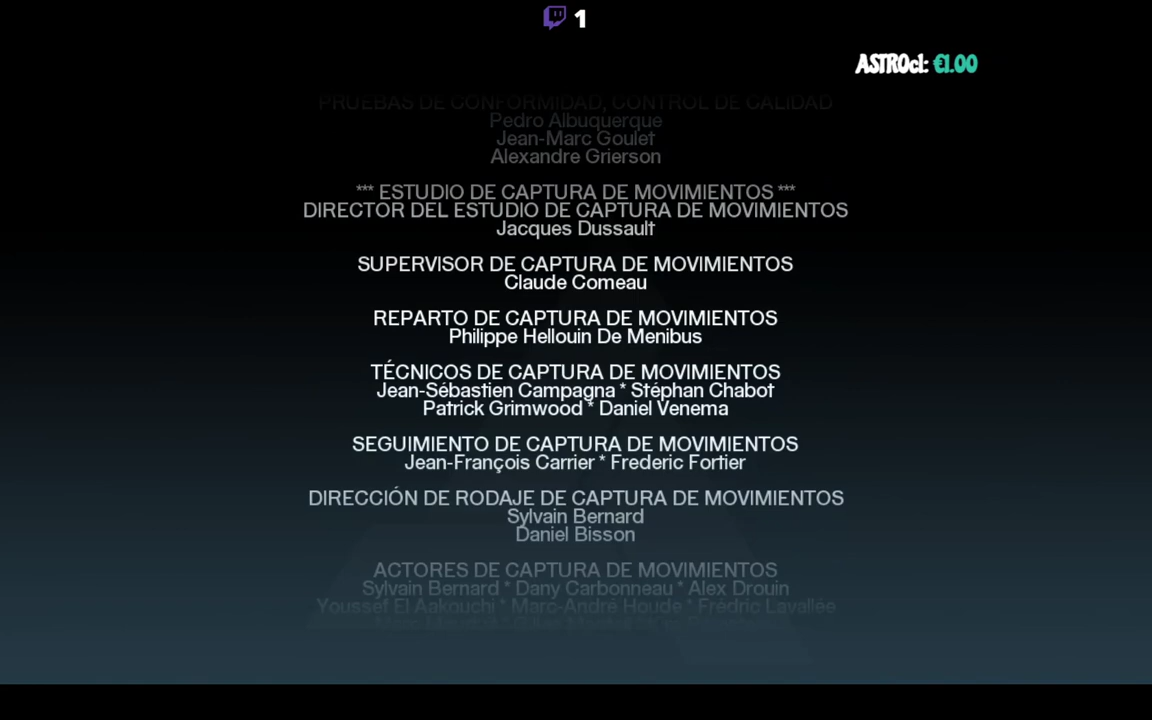 1
ASTROcl: €1.00
PRUEBAS DE CONFORMIDAD, CONTROL DE CALIDAD
Pedro Albuquerque
Jean-Marc Goulet
Alexandre Grierson
*** ESTUDIO DE CAPTURA DE MOVIMIENTOS ***
DIRECTOR DEL ESTUDIO DE CAPTURA DE MOVIMIENTOS
Jacques Dussault
SUPERVISOR DE CAPTURA DE MOVIMIENTOS
Claude Comeau
REPARTO DE CAPTURA DE MOVIMIENTOS
Philippe Hellouin De Menibus
TÉCNICOS DE CAPTURA DE MOVIMIENTOS
Jean-Sébastien Campagna * Stéphan Chabot
Patrick Grimwood * Daniel Venema
SEGUIMIENTO DE CAPTURA DE MOVIMIENTOS
Jean-François Carrier * Frederic Fortier
DIRECCIÓN DE RODAJE DE CAPTURA DE MOVIMIENTOS
Sylvain Bernard
Daniel Bisson
ACTORES DE CAPTURA DE MOVIMIENTOS
Sylvain Bernard * Dany Carbonneau * Alex Drouin
Youssef El Aakouchi * Marc-André Houde * Frédric Lavallée